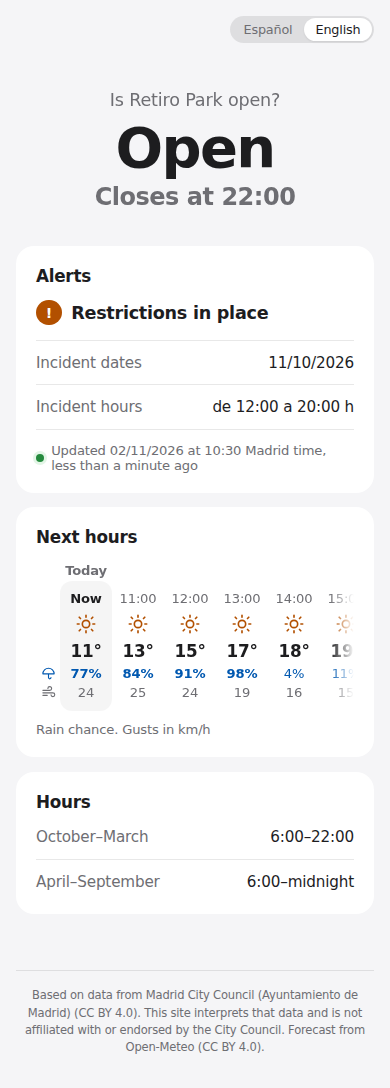 Español English
Is Retiro Park open?
Open
Closes at 22:00
Alerts
! Restrictions in place
Incident dates 11/10/2026
Incident hours de 12:00 a 20:00 h
Updated 02/11/2026 at 10:30 Madrid time,
less than a minute ago
Next hours
Today
Now 11:00 12:00 13:00 14:00
11° 13° 15° 17° 18°
77% 84% 91% 98% 4%
24 25 24 19 16
Rain chance. Gusts in km/h
Hours
October–March 6:00–22:00
April–September 6:00–midnight
Based on data from Madrid City Council (Ayuntamiento de
Madrid) (CC BY 4.0). This site interprets that data and is not
affiliated with or endorsed by the City Council. Forecast from
Open-Meteo (CC BY 4.0).